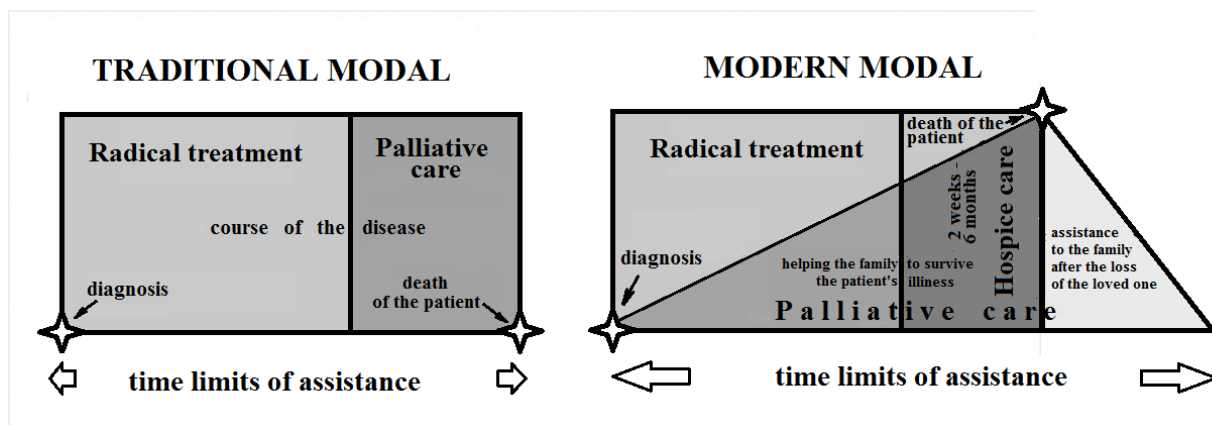 TRADITIONAL MODAL
Radical treatment
Palliative
care
course of the disease
diagnosis
death
of the patient
time limits of assistance
MODERN MODAL
Radical treatment
death of the
patient
2 weeks -
6 months
Hospice care
diagnosis
helping the family to survive
the patient's illness
Palliative care
assistance
to the family
after the loss
of the loved one
time limits of assistance